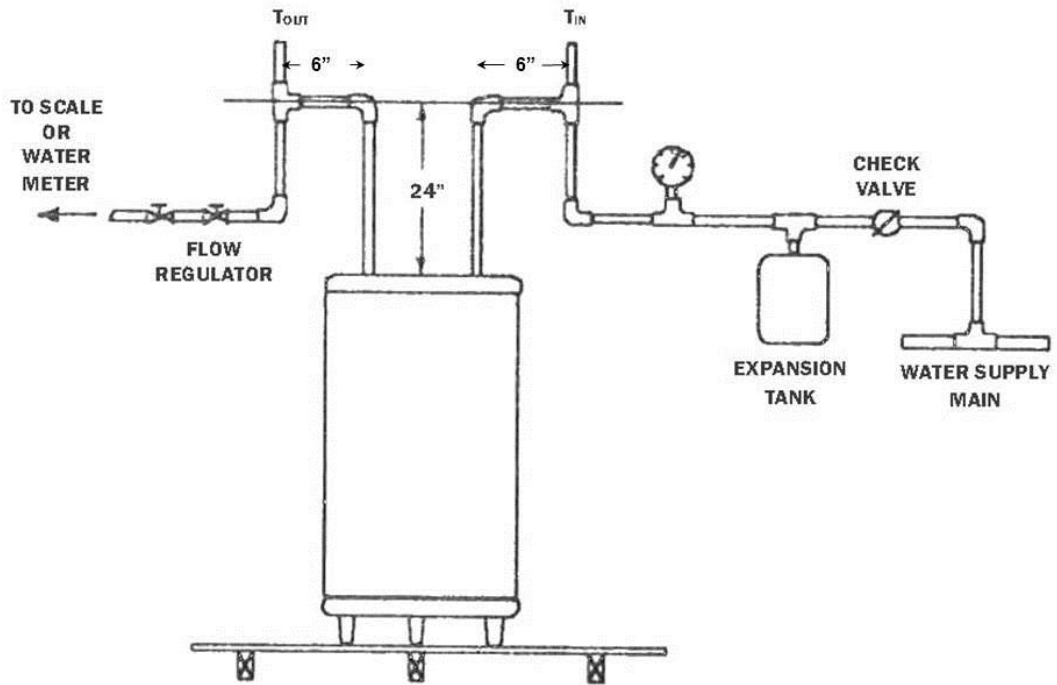 TOUT
TIN
6"
6"
TO SCALE
OR
WATER
METER
24"
CHECK
VALVE
FLOW
REGULATOR
EXPANSION
TANK
WATER SUPPLY
MAIN